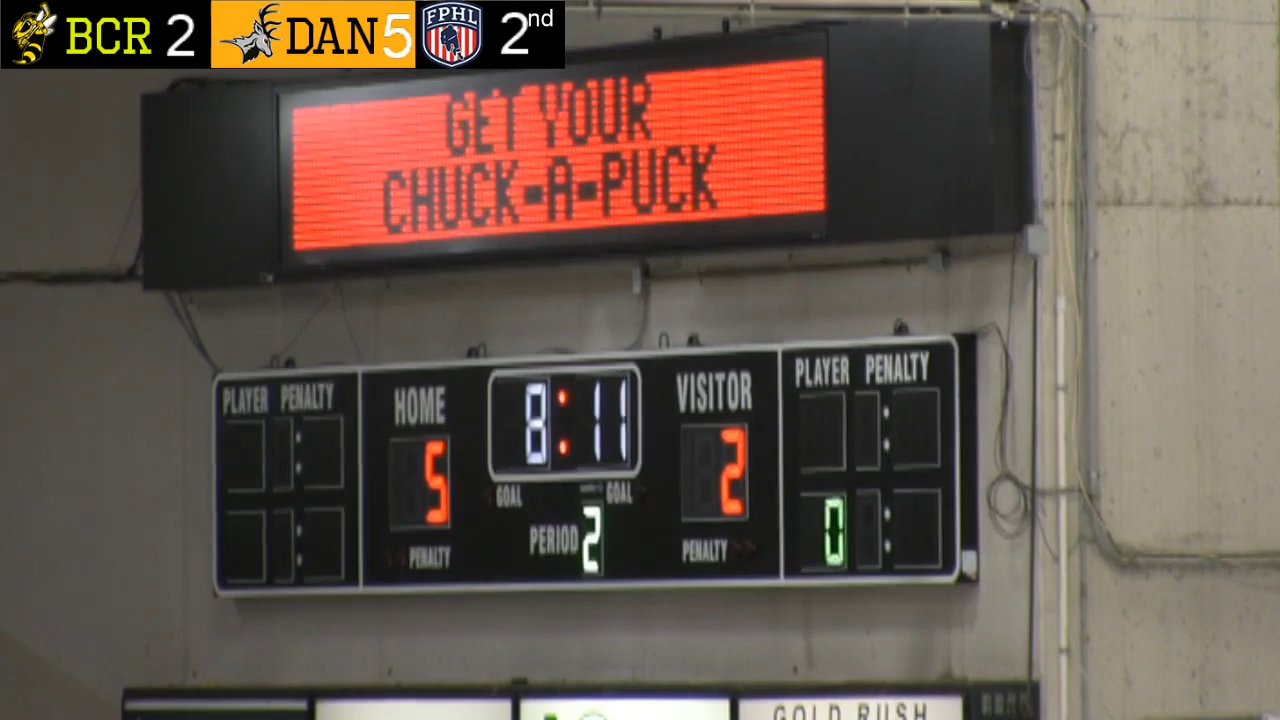 BCR 2 DAN 5 FPHL 2nd
GET YOUR
CHUCK-A-PUCK
PLAYER PENALTY
HOME
8:11
VISITOR
PLAYER PENALTY
5
2
GOAL
GOAL
PERIOD 2
PENALTY
PENALTY
0
GOLD RUSH